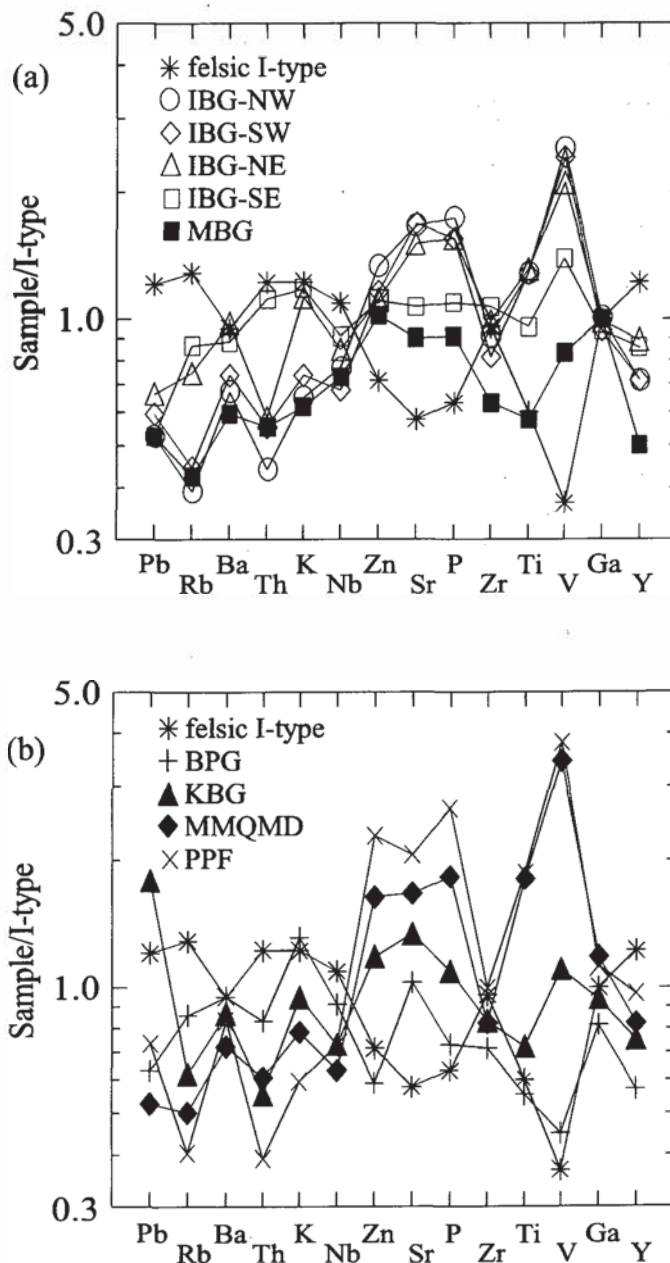 5.0
(a)
felsic I-type
IBG-NW
IBG-SW
IBG-NE
IBG-SE
MBG
Sample/I-type
1.0
0.3
Pb Rb Ba Th K Nb Zn Sr P Zr Ti V Ga Y
5.0
(b)
felsic I-type
BPG
KBG
MMQMD
PPF
Sample/I-type
1.0
0.3
Pb Rb Ba Th K Nb Zn Sr P Zr Ti V Ga Y